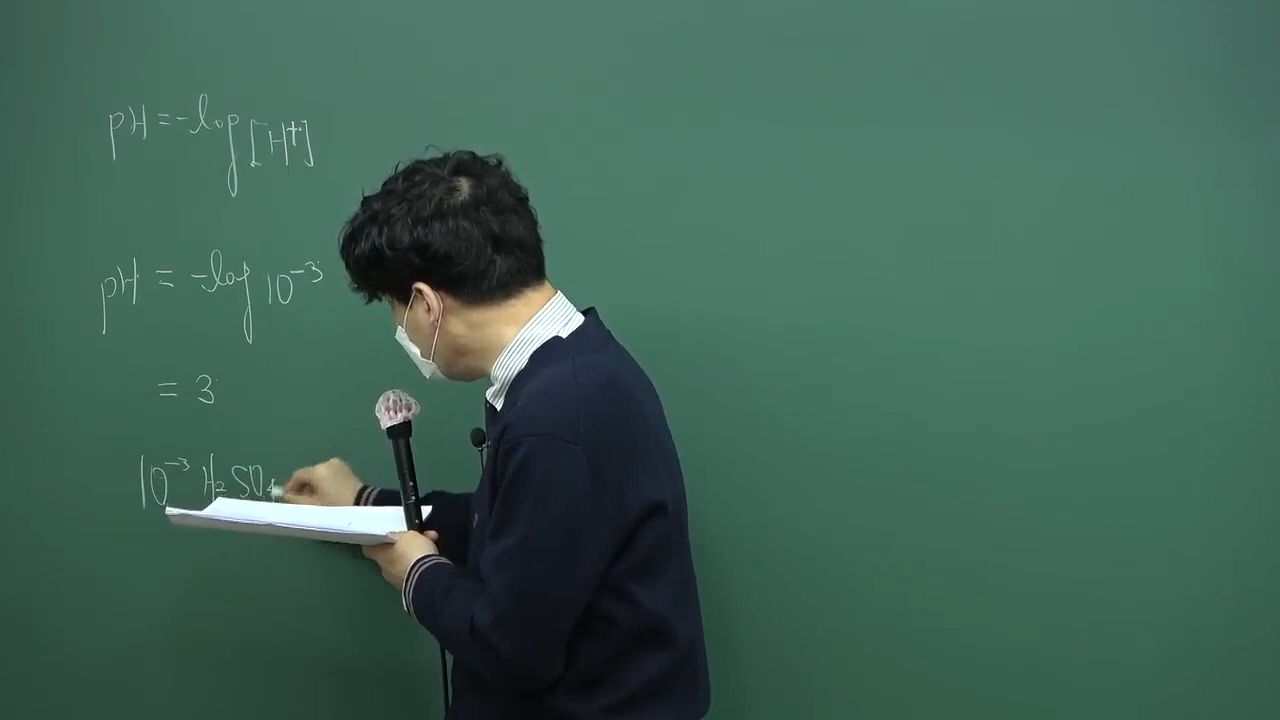 pH = -log [H⁺]
pH = -log 10⁻³
= 3
10⁻³ H₂SO₄